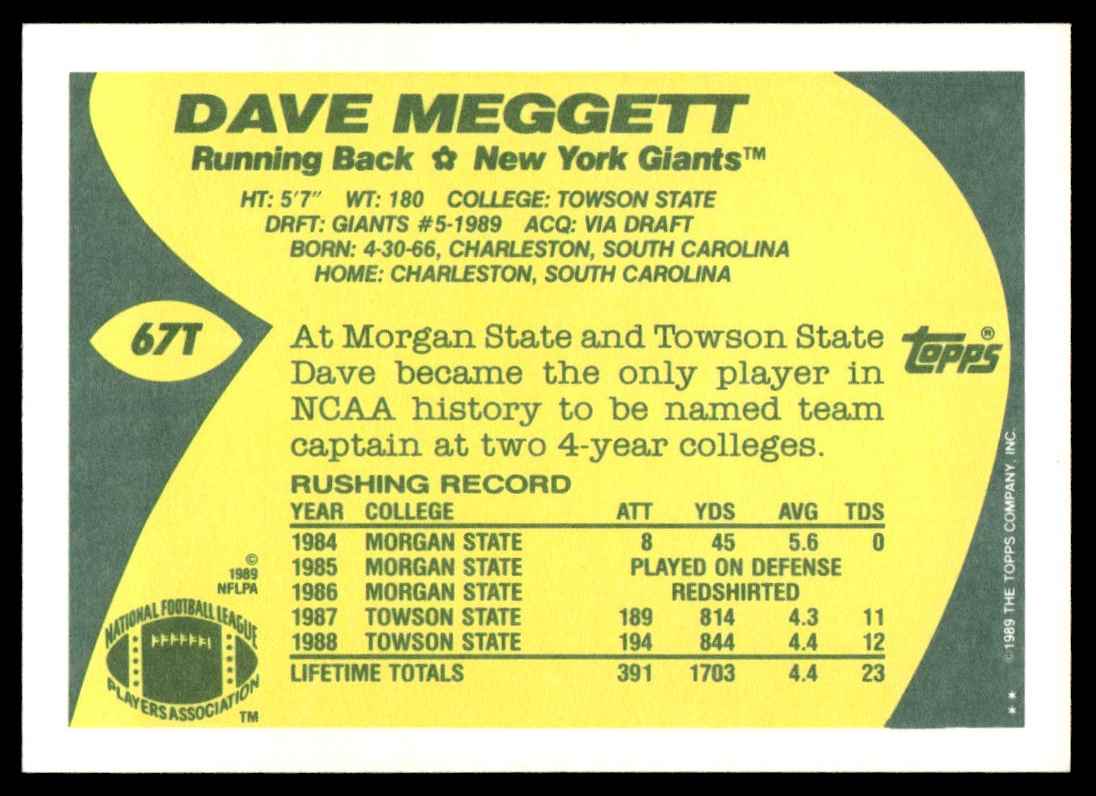 DAVE MEGGETT
Running Back ✿ New York Giants™
HT: 5'7" WT: 180 COLLEGE: TOWSON STATE
DRFT: GIANTS #5-1989 ACQ: VIA DRAFT
BORN: 4-30-66, CHARLESTON, SOUTH CAROLINA
HOME: CHARLESTON, SOUTH CAROLINA
67T
At Morgan State and Towson State
Dave became the only player in
NCAA history to be named team
captain at two 4-year colleges.
topps®
RUSHING RECORD
YEAR COLLEGE ATT YDS AVG TDS
1984 MORGAN STATE 8 45 5.6 0
1985 MORGAN STATE PLAYED ON DEFENSE
1986 MORGAN STATE REDSHIRTED
1987 TOWSON STATE 189 814 4.3 11
1988 TOWSON STATE 194 844 4.4 12
LIFETIME TOTALS 391 1703 4.4 23
©
1989
NFLPA
NATIONAL FOOTBALL LEAGUE
PLAYERS ASSOCIATION
TM
©1989 THE TOPPS COMPANY, INC.
**